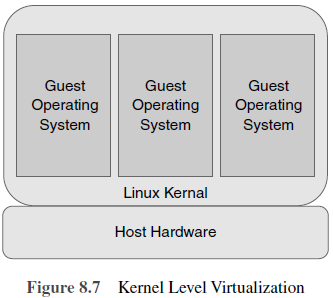 Guest
Operating
System
Guest
Operating
System
Guest
Operating
System
Linux Kernal
Host Hardware
Figure 8.7 Kernel Level Virtualization